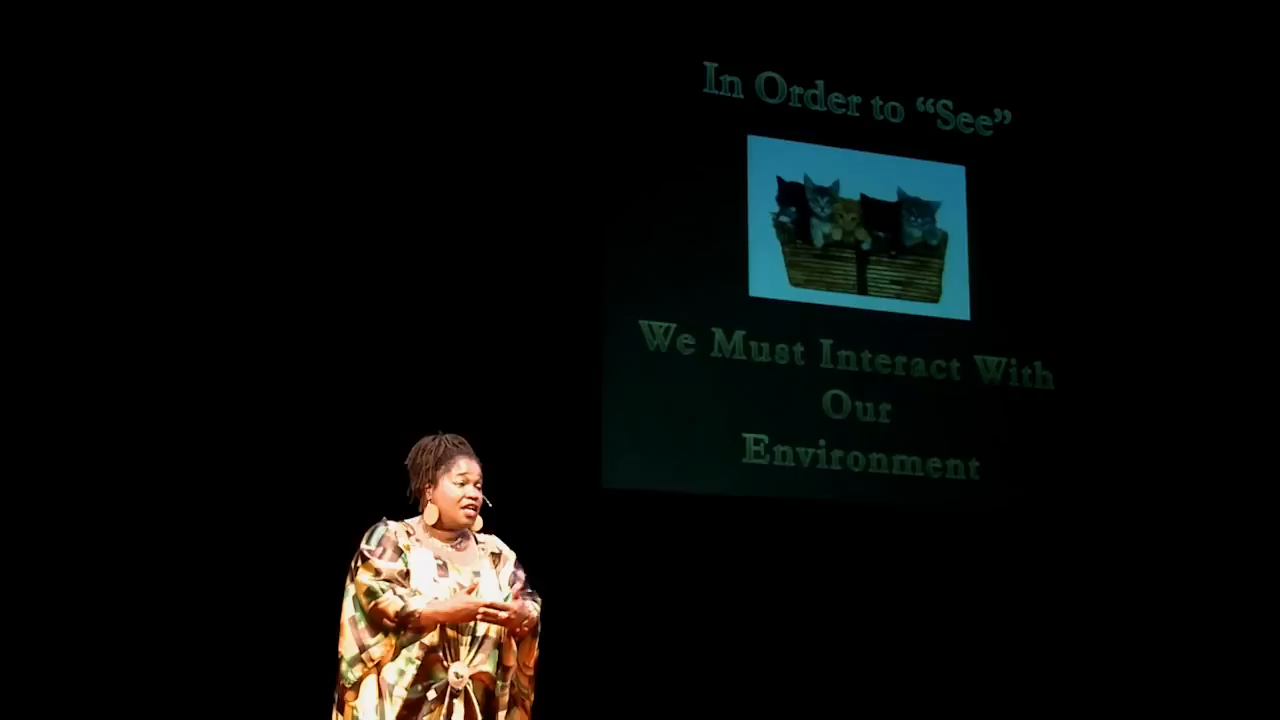 In Order to “See”
We Must Interact With
Our
Environment